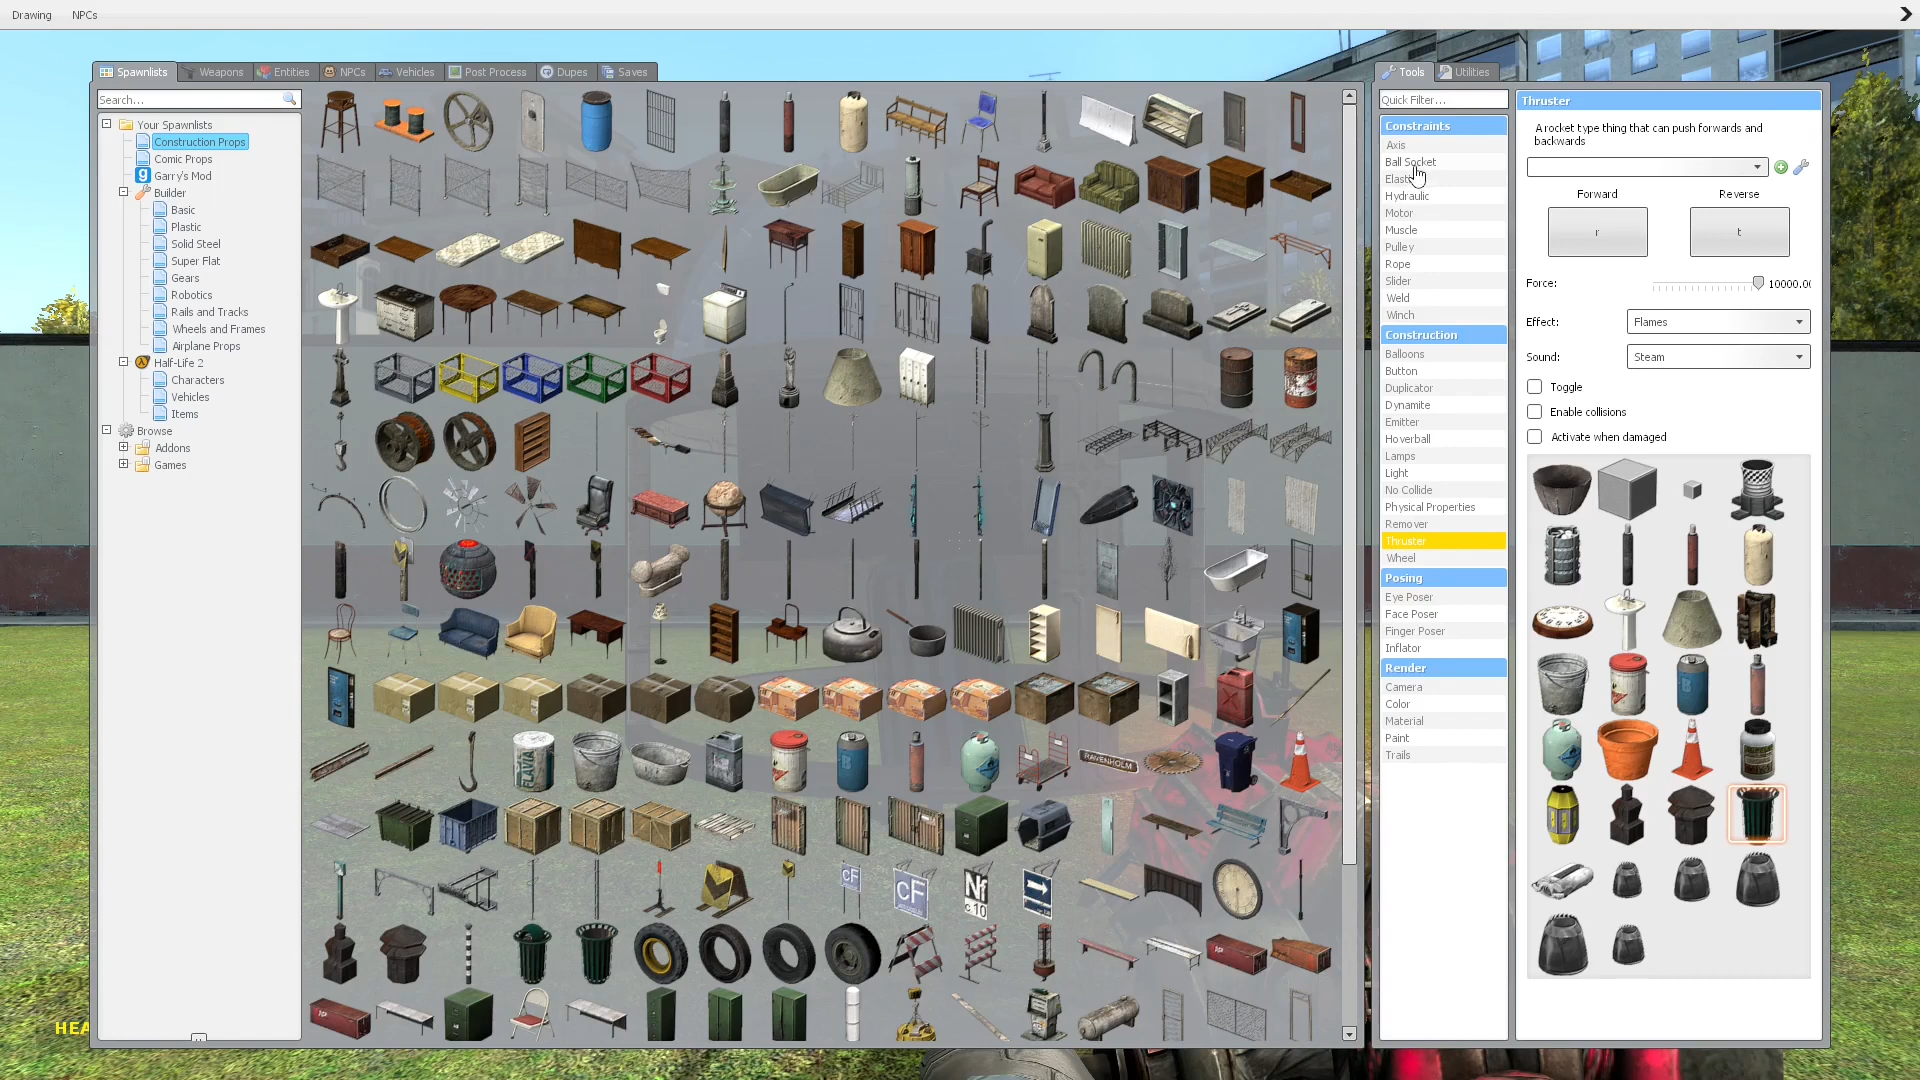 Drawing NPCs
Spawnlists Weapons Entities NPCs Vehicles Post Process Dupes Saves
Search...
Your Spawnlists
Construction Props
Comic Props
Garry's Mod
Builder
Basic
Plastic
Solid Steel
Super Flat
Gears
Robotics
Rails and Tracks
Wheels and Frames
Airplane Props
Half-Life 2
Characters
Vehicles
Items
Browse
Addons
Games
RAVENHOLM
cF
cF
Nf
c10
HEA
Tools Utilities
Quick Filter...
Constraints
Axis
Ball Socket
Elastic
Hydraulic
Motor
Muscle
Pulley
Rope
Slider
Weld
Winch
Construction
Balloons
Button
Duplicator
Dynamite
Emitter
Hoverball
Lamps
Light
No Collide
Physical Properties
Remover
Thruster
Wheel
Posing
Eye Poser
Face Poser
Finger Poser
Inflator
Render
Camera
Color
Material
Paint
Trails
Thruster
A rocket type thing that can push forwards and
backwards
Forward Reverse
r t
Force: 10000.00
Effect: Flames
Sound: Steam
Toggle
Enable collisions
Activate when damaged